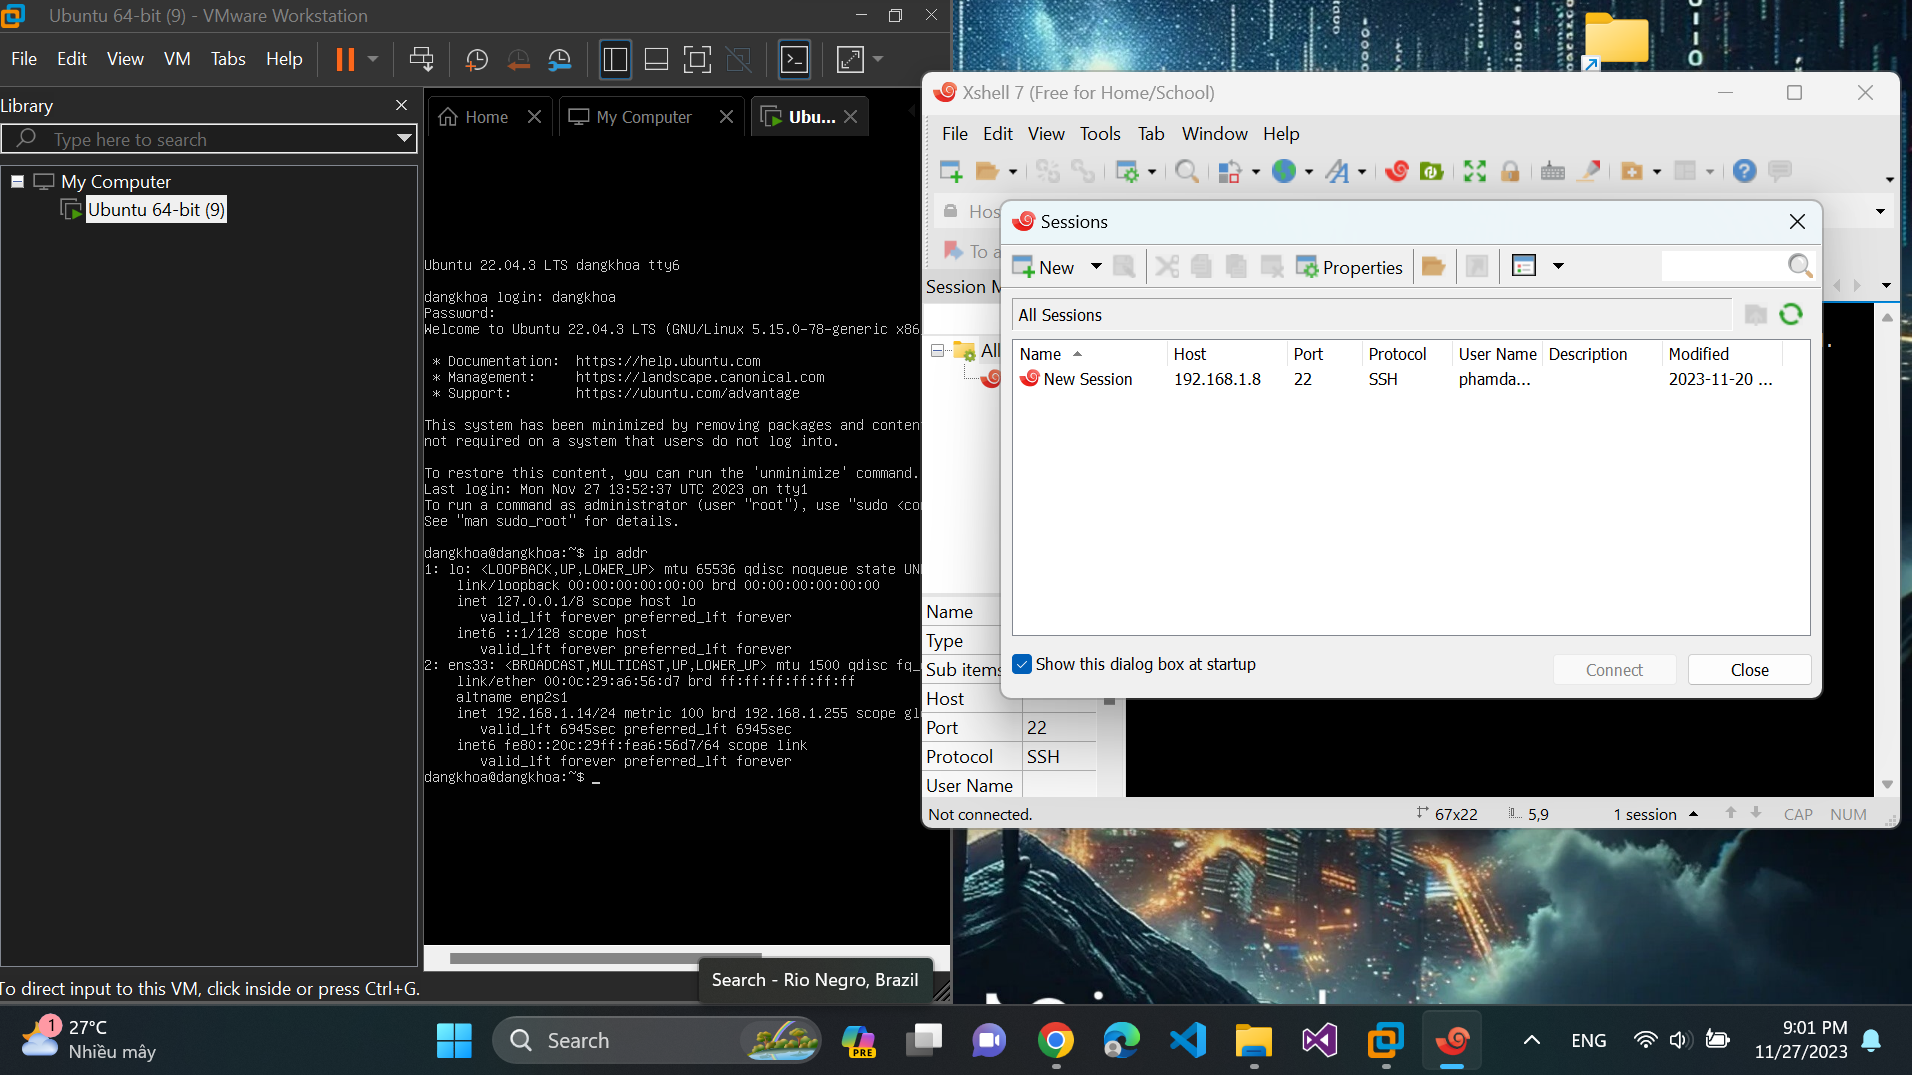 Ubuntu 64-bit (9) - VMware Workstation
File Edit View VM Tabs Help
Library
Type here to search
My Computer
Ubuntu 64-bit (9)
Home
My Computer
Ubu...
Ubuntu 22.04.3 LTS dangkhoa tty6
dangkhoa login: dangkhoa
Password:
Welcome to Ubuntu 22.04.3 LTS (GNU/Linux 5.15.0-78-generic x86
* Documentation: https://help.ubuntu.com
* Management: https://landscape.canonical.com
* Support: https://ubuntu.com/advantage
This system has been minimized by removing packages and conten
not required on a system that users do not log into.
To restore this content, you can run the 'unminimize' command.
Last login: Mon Nov 27 13:52:37 UTC 2023 on tty1
To run a command as administrator (user "root"), use "sudo <co
See "man sudo_root" for details.
dangkhoa@dangkhoa:~$ ip addr
1: lo: <LOOPBACK,UP,LOWER_UP> mtu 65536 qdisc noqueue state UN
link/loopback 00:00:00:00:00:00 brd 00:00:00:00:00:00
inet 127.0.0.1/8 scope host lo
valid_lft forever preferred_lft forever
inet6 ::1/128 scope host
valid_lft forever preferred_lft forever
2: ens33: <BROADCAST,MULTICAST,UP,LOWER_UP> mtu 1500 qdisc fq_
link/ether 00:0c:29:a6:56:d7 brd ff:ff:ff:ff:ff:ff
altname enp2s1
inet 192.168.1.14/24 metric 100 brd 192.168.1.255 scope gl
valid_lft 6945sec preferred_lft 6945sec
inet6 fe80::20c:29ff:fea6:56d7/64 scope link
valid_lft forever preferred_lft forever
dangkhoa@dangkhoa:~$ _
To direct input to this VM, click inside or press Ctrl+G.
Search - Rio Negro, Brazil
Xshell 7 (Free for Home/School)
File Edit View Tools Tab Window Help
Hos
To a
Session M
All
Sessions
New
Properties
All Sessions
Name Host Port Protocol User Name Description Modified
New Session 192.168.1.8 22 SSH phamda... 2023-11-20 ...
Show this dialog box at startup
Connect
Close
Name
Type
Sub items
Host
Port 22
Protocol SSH
User Name
Not connected.
67x22
5,9
1 session
CAP
NUM
1
27°C
Nhiều mây
Search
PRE
ENG
9:01 PM
11/27/2023